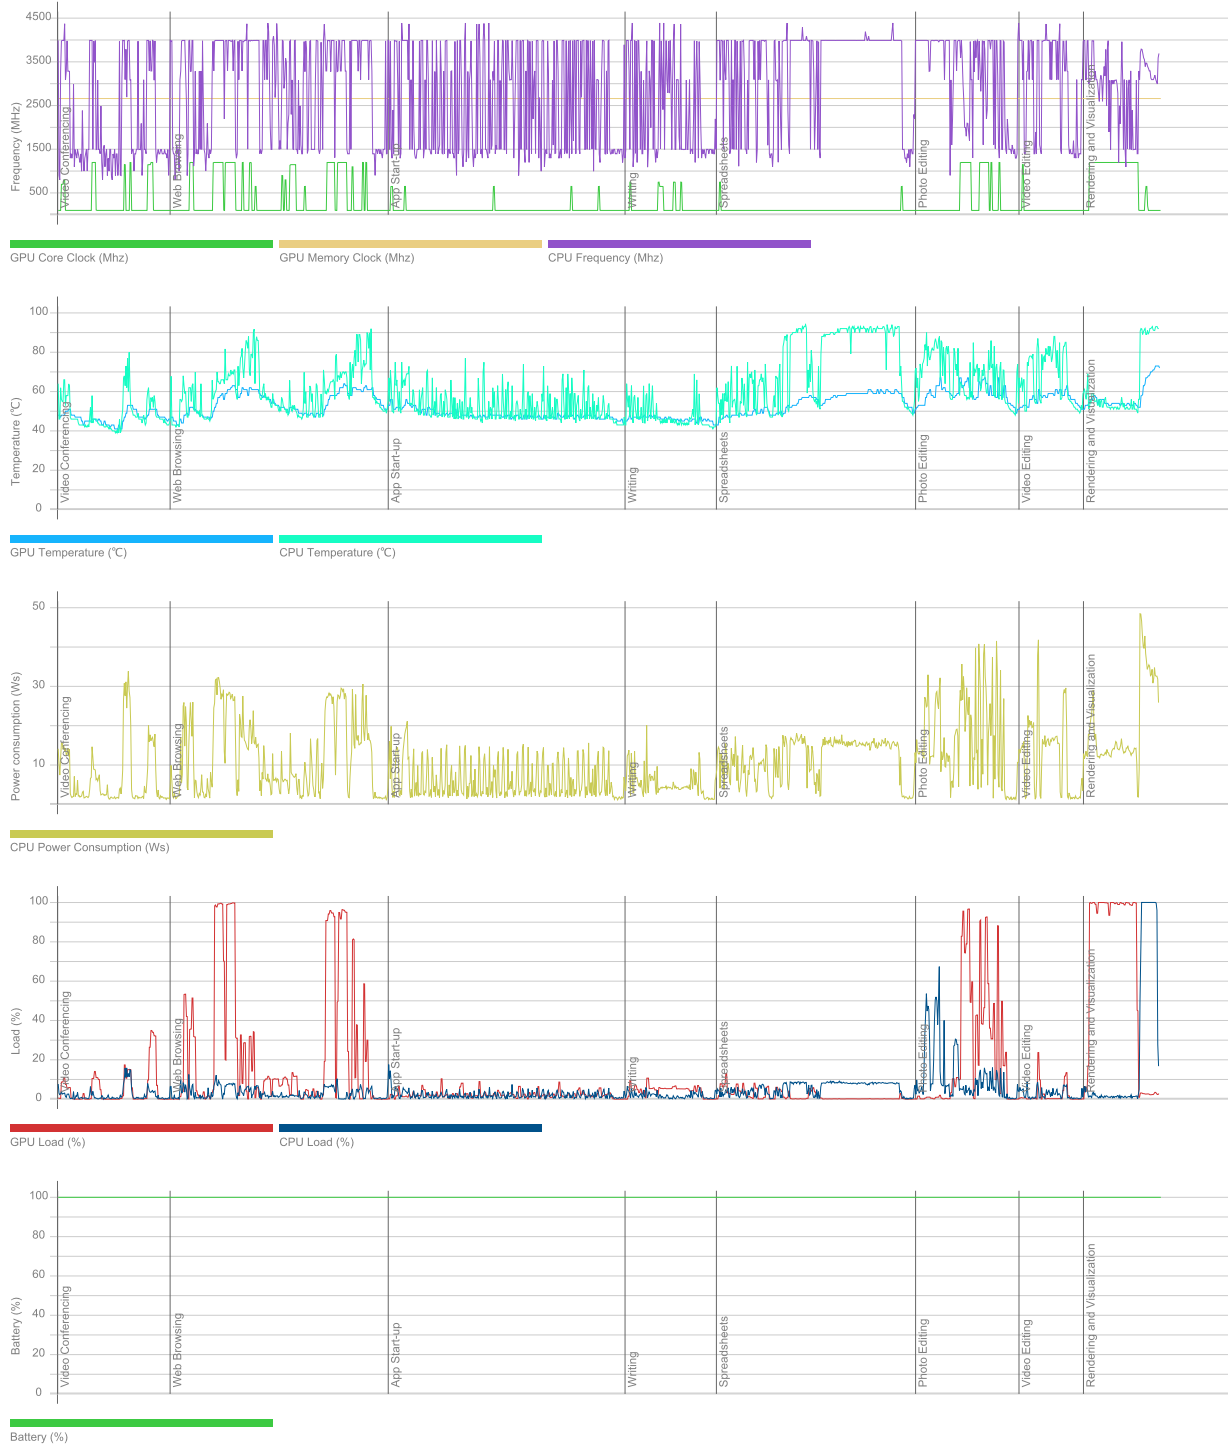 Frequency (MHz)
4500
3500
2500
1500
500
Video Conferencing
Web Browsing
App Start-up
Writing
Spreadsheets
Photo Editing
Video Editing
Rendering and Visualization
GPU Core Clock (Mhz)
GPU Memory Clock (Mhz)
CPU Frequency (Mhz)
Temperature (℃)
100
80
60
40
20
0
Video Conferencing
Web Browsing
App Start-up
Writing
Spreadsheets
Photo Editing
Video Editing
Rendering and Visualization
GPU Temperature (℃)
CPU Temperature (℃)
Power consumption (Ws)
50
30
10
Video Conferencing
Web Browsing
App Start-up
Writing
Spreadsheets
Photo Editing
Video Editing
Rendering and Visualization
CPU Power Consumption (Ws)
Load (%)
100
80
60
40
20
0
Video Conferencing
Web Browsing
App Start-up
Writing
Spreadsheets
Photo Editing
Video Editing
Rendering and Visualization
GPU Load (%)
CPU Load (%)
Battery (%)
100
80
60
40
20
0
Video Conferencing
Web Browsing
App Start-up
Writing
Spreadsheets
Photo Editing
Video Editing
Rendering and Visualization
Battery (%)